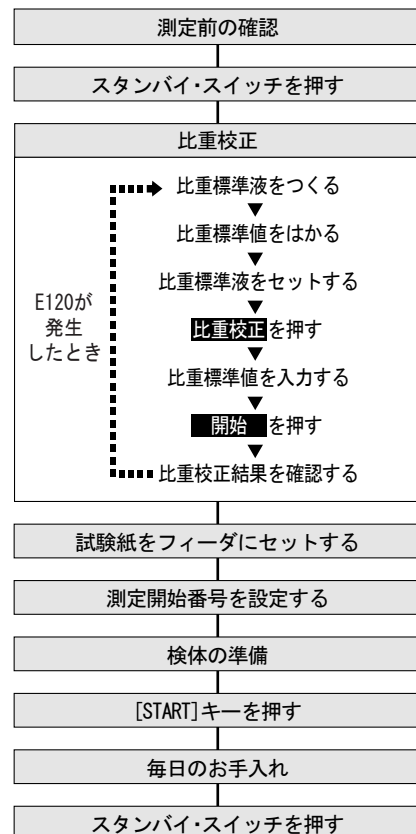 測定前の確認
スタンバイ・スイッチを押す
比重校正
比重標準液をつくる
比重標準値をはかる
比重標準液をセットする
比重校正を押す
比重標準値を入力する
開始 を押す
比重校正結果を確認する
E120が
発生
したとき
試験紙をフィーダにセットする
測定開始番号を設定する
検体の準備
[START]キーを押す
毎日のお手入れ
スタンバイ・スイッチを押す